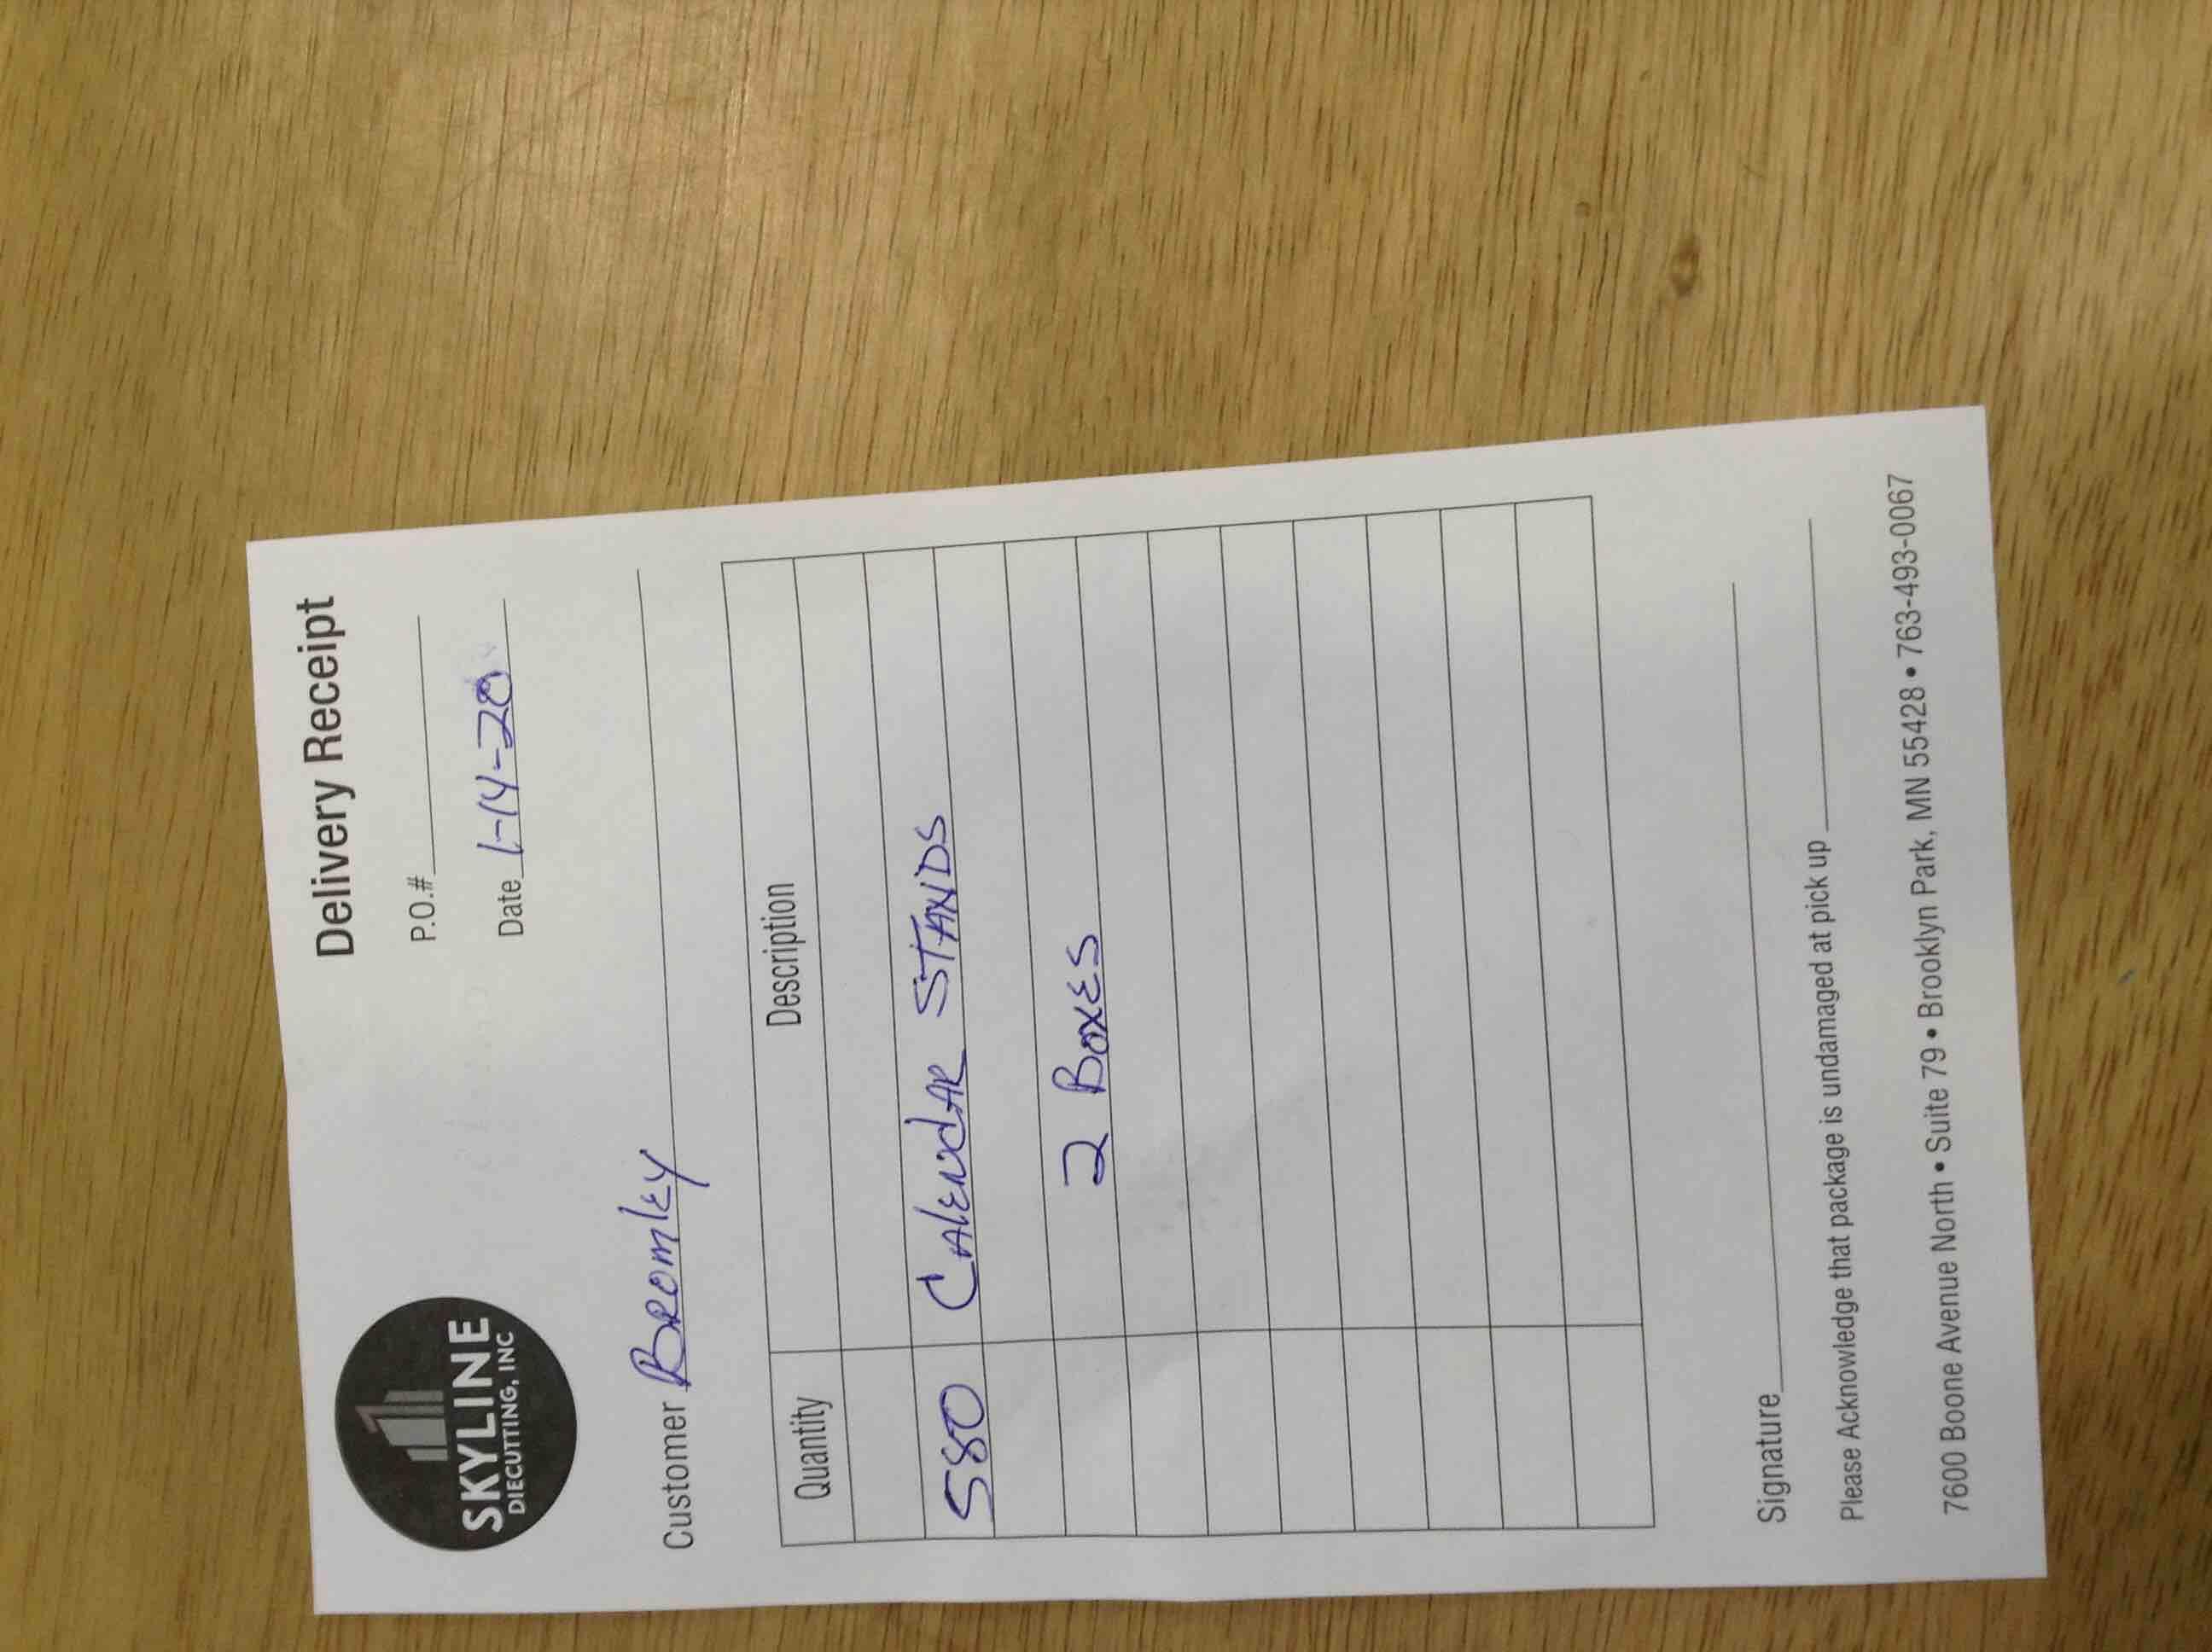 SKYLINE
DIECUTTING, INC
Delivery Receipt
P.O.#
Date 1-14-20
Customer Bromley
Quantity Description
580 Calendar Stands
2 Boxes
Signature
Please Acknowledge that package is undamaged at pick up
7600 Boone Avenue North • Suite 79 • Brooklyn Park, MN 55428 • 763-493-0067